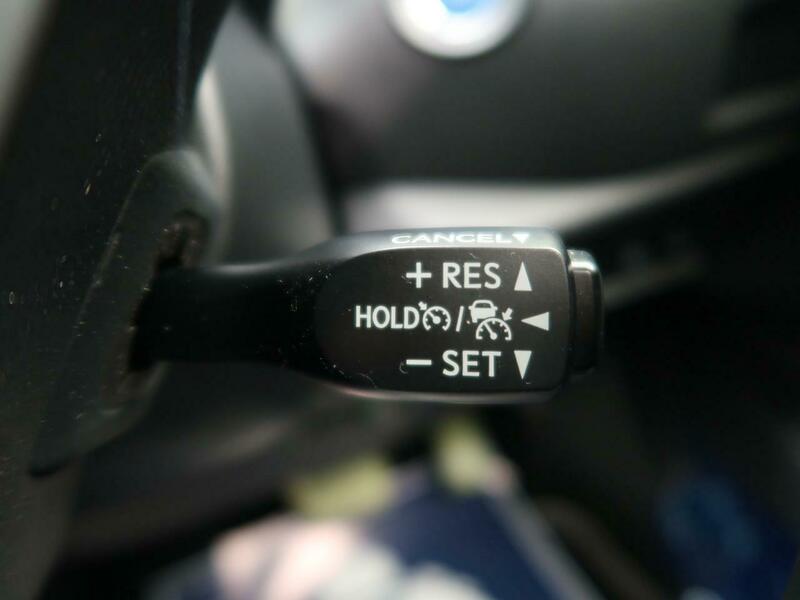 CANCEL▼
+ RES ▲
HOLD / ◀
− SET ▼